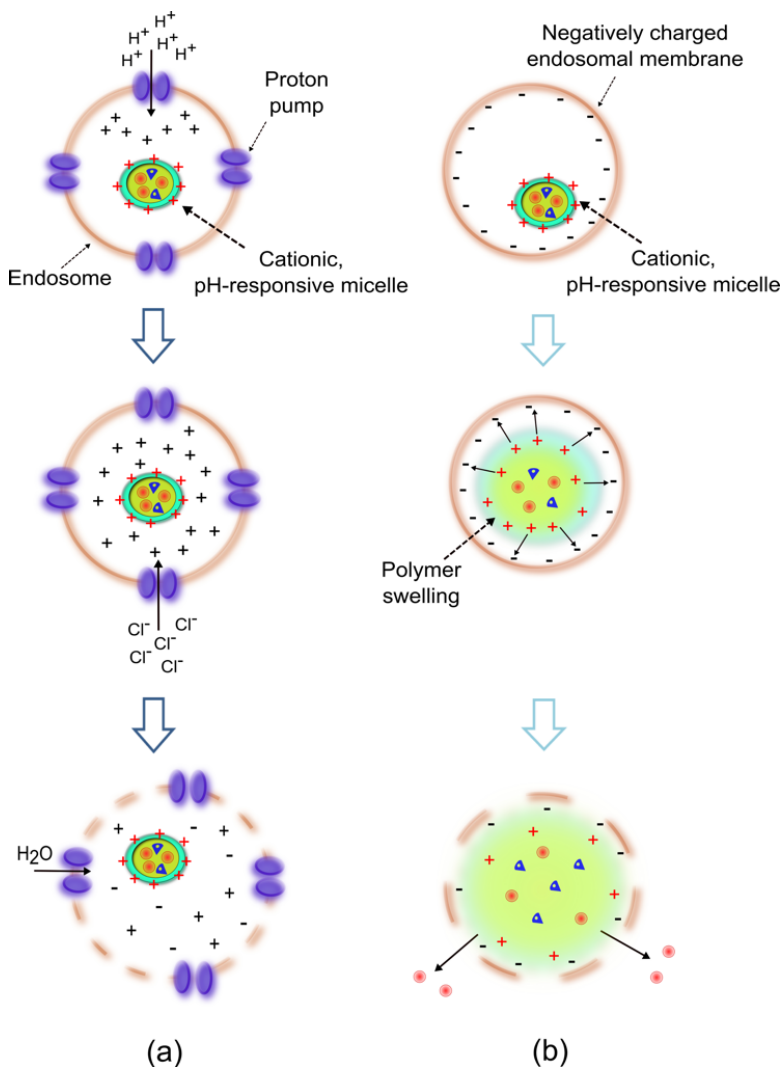 H⁺
H⁺ H⁺
H⁺ H⁺
Proton
pump
Endosome
Cationic,
pH-responsive micelle
Negatively charged
endosomal membrane
Cationic,
pH-responsive micelle
Cl⁻ Cl⁻
Cl⁻
Cl⁻ Cl⁻
Polymer
swelling
H₂O
(a)
(b)